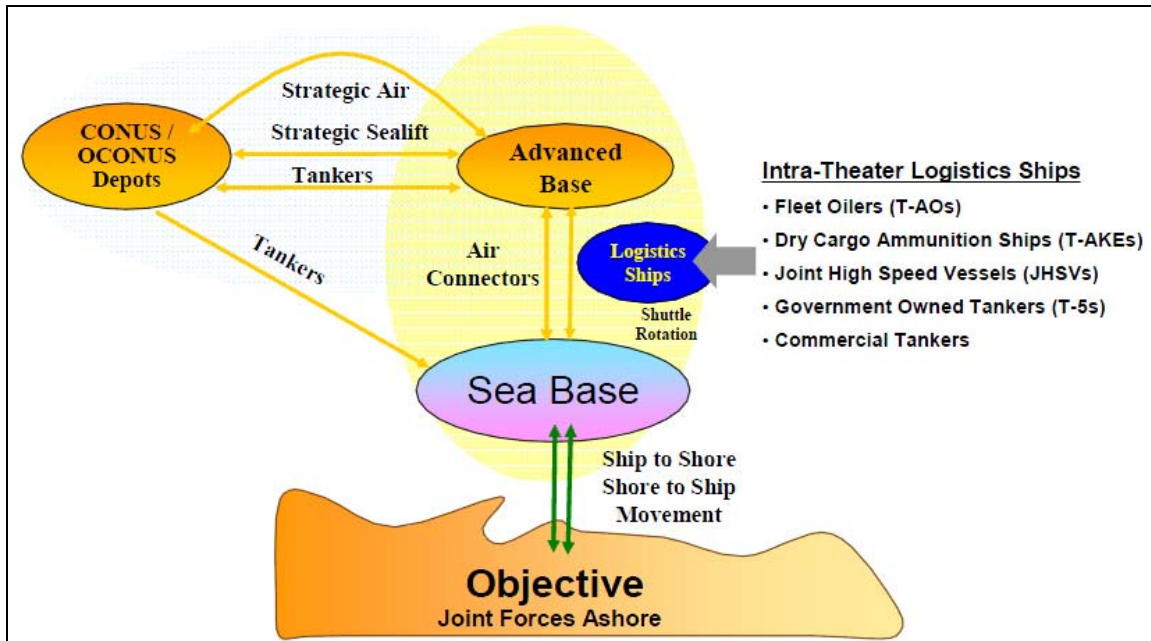 Strategic Air
CONUS /
OCONUS
Depots
Strategic Sealift
Tankers
Advanced
Base
Tankers
Air
Connectors
Logistics
Ships
Shuttle
Rotation
Intra-Theater Logistics Ships
• Fleet Oilers (T-AOs)
• Dry Cargo Ammunition Ships (T-AKEs)
• Joint High Speed Vessels (JHSVs)
• Government Owned Tankers (T-5s)
• Commercial Tankers
Sea Base
Ship to Shore
Shore to Ship
Movement
Objective
Joint Forces Ashore